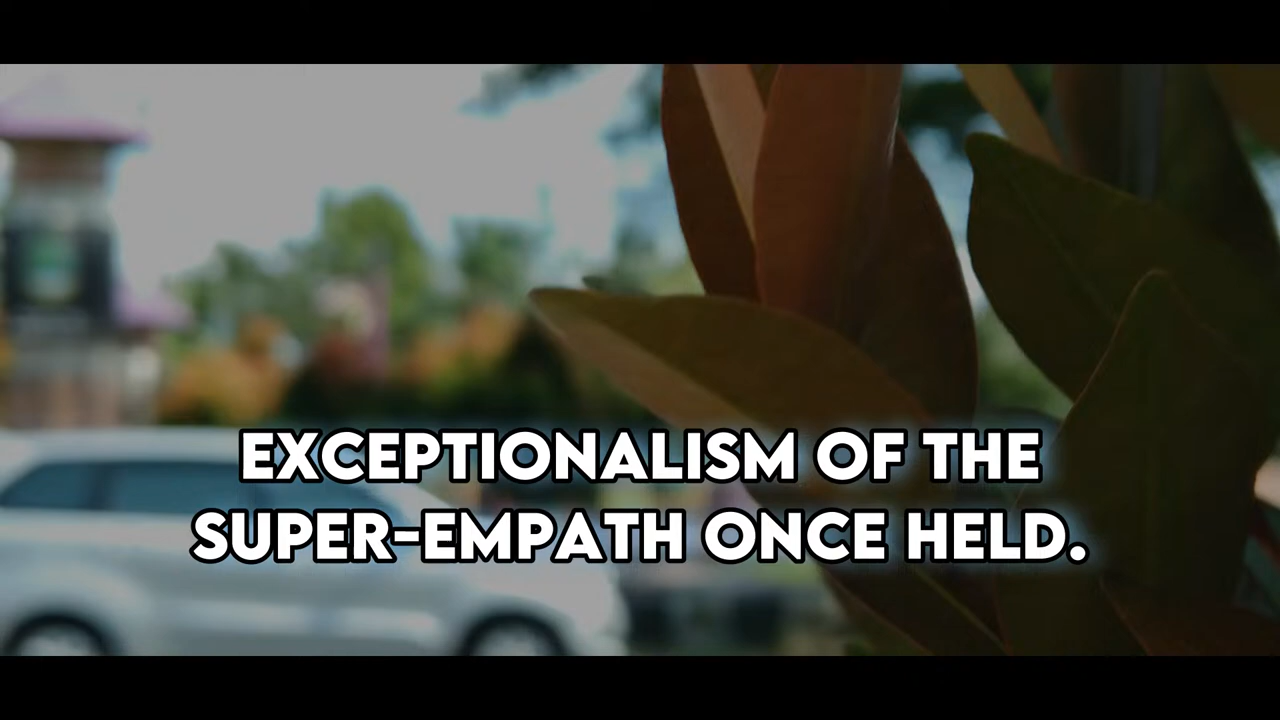 EXCEPTIONALISM OF THE
SUPER-EMPATH ONCE HELD.